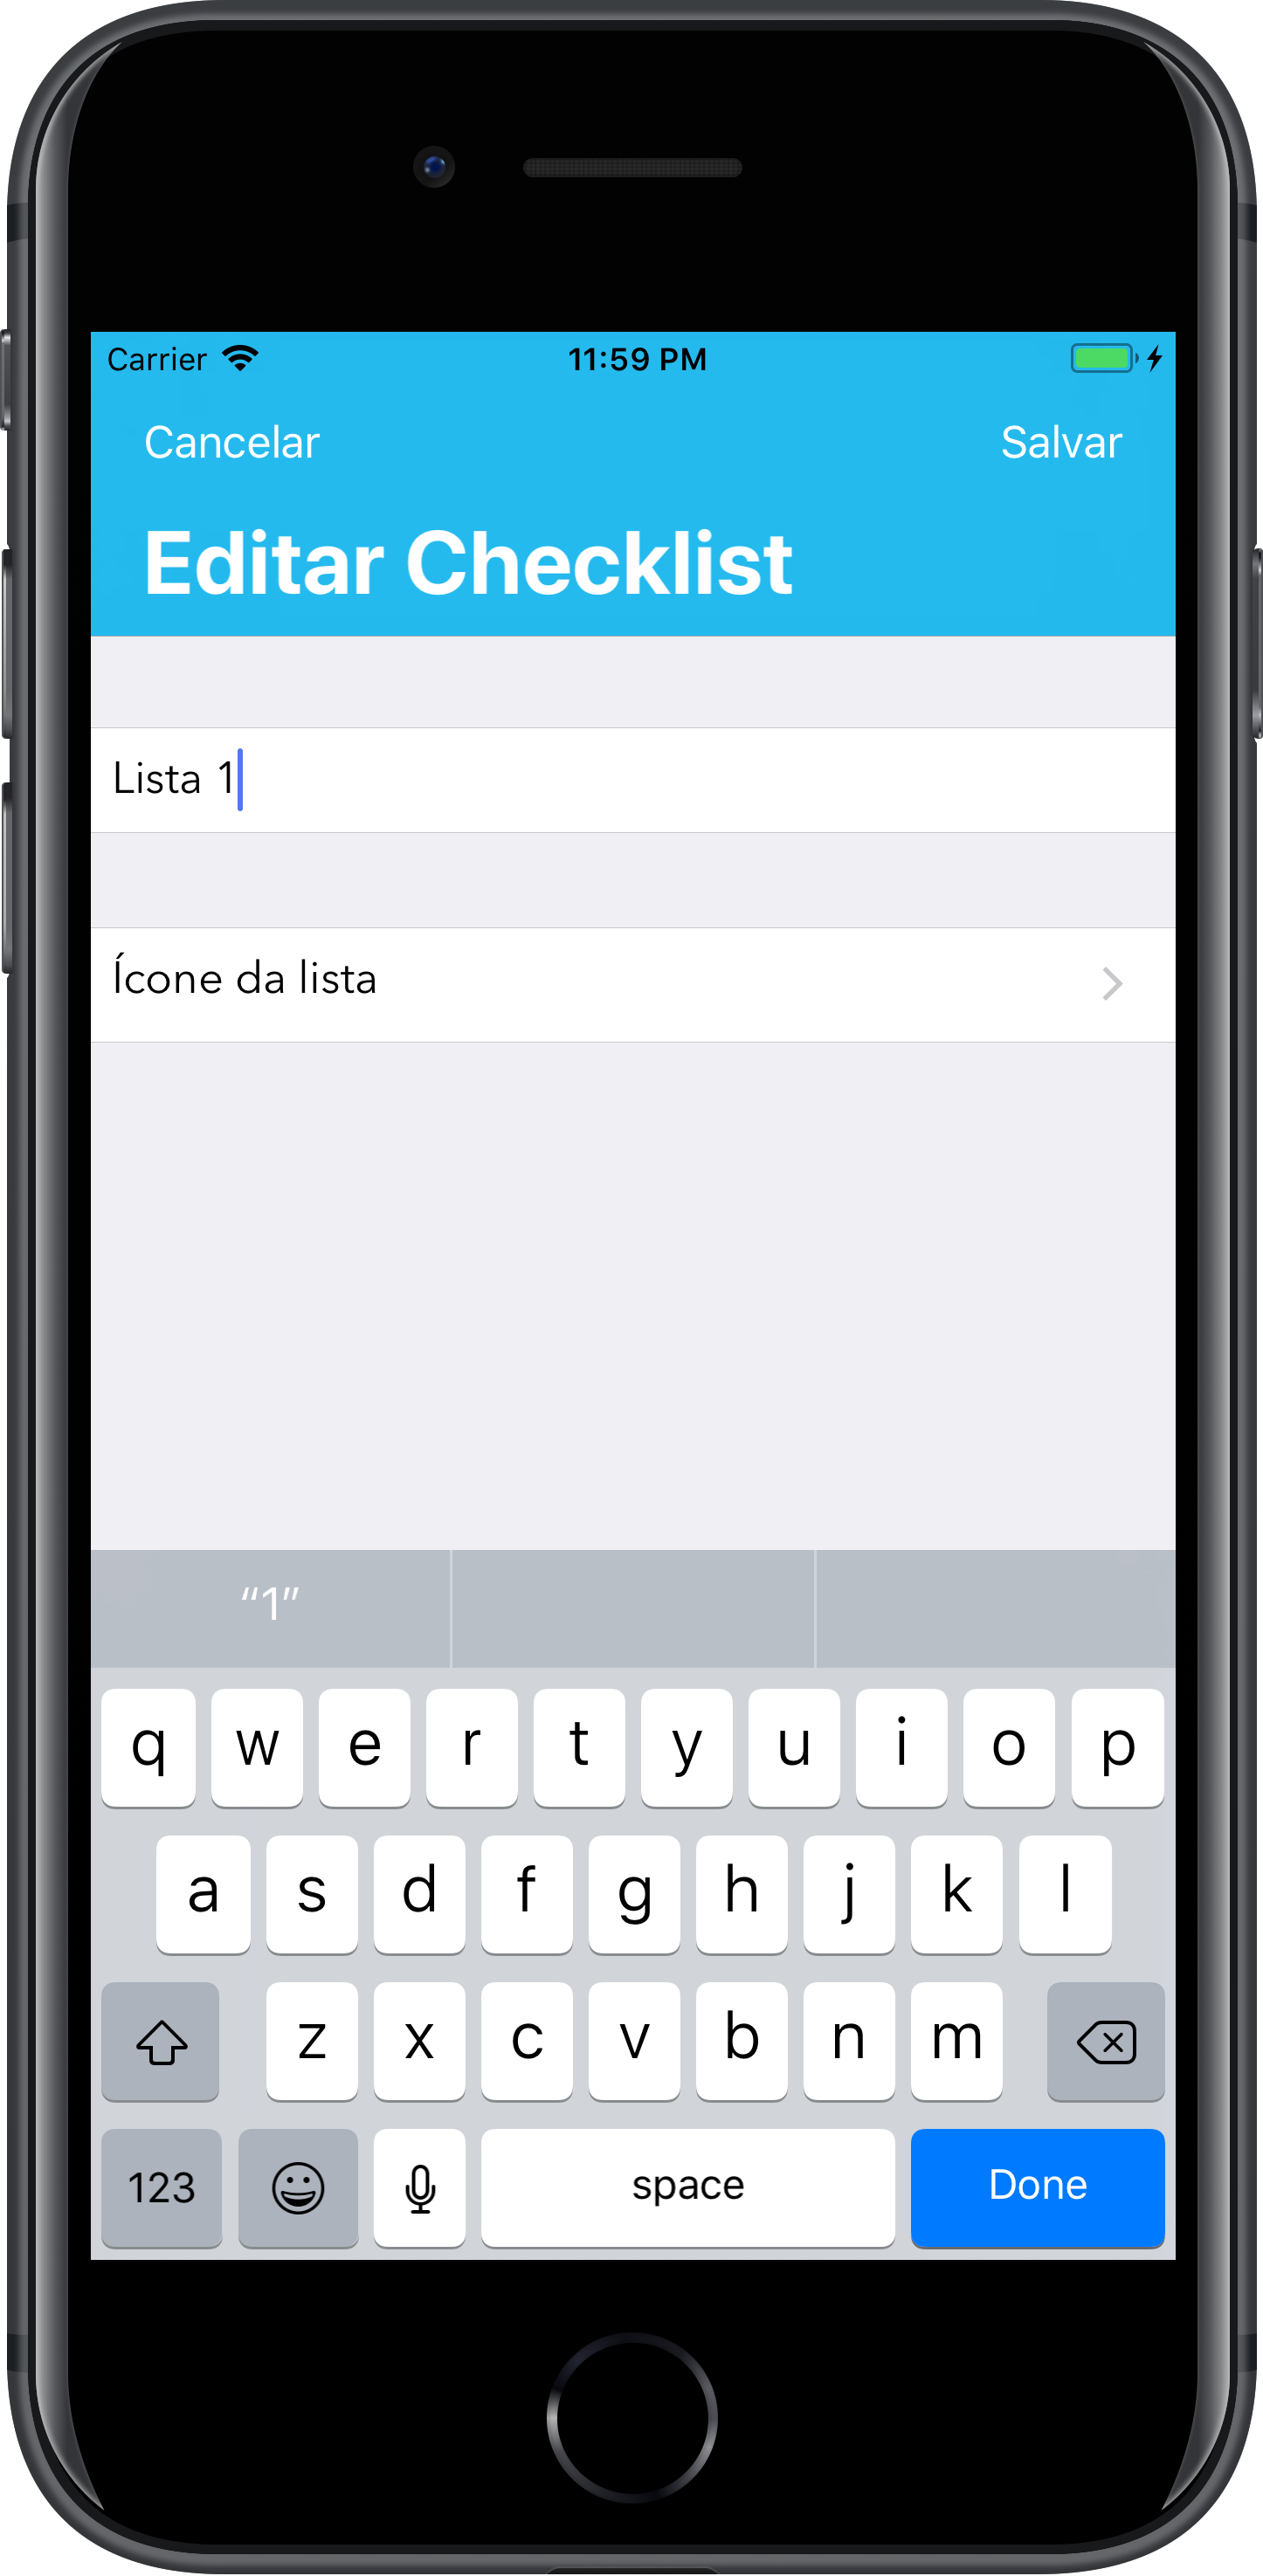 Carrier 11:59 PM
Cancelar Salvar
Editar Checklist
Lista 1
Ícone da lista
“1”
q w e r t y u i o p
a s d f g h j k l
z x c v b n m
123 space Done